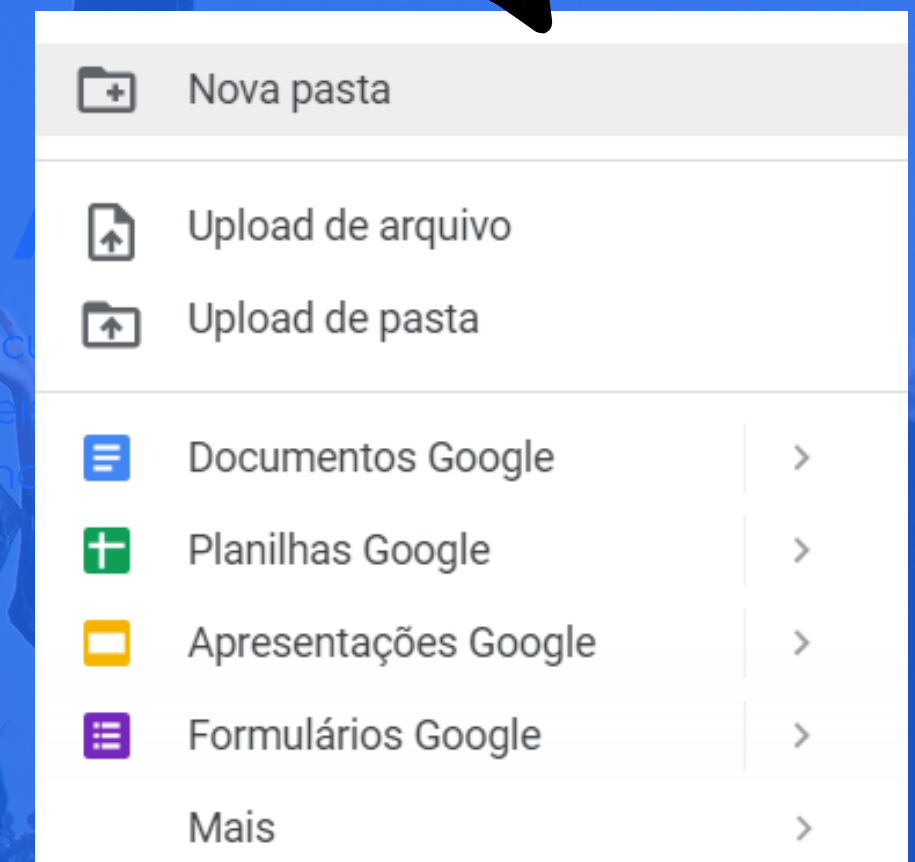 Nova pasta
Upload de arquivo
Upload de pasta
Documentos Google
Planilhas Google
Apresentações Google
Formulários Google
Mais